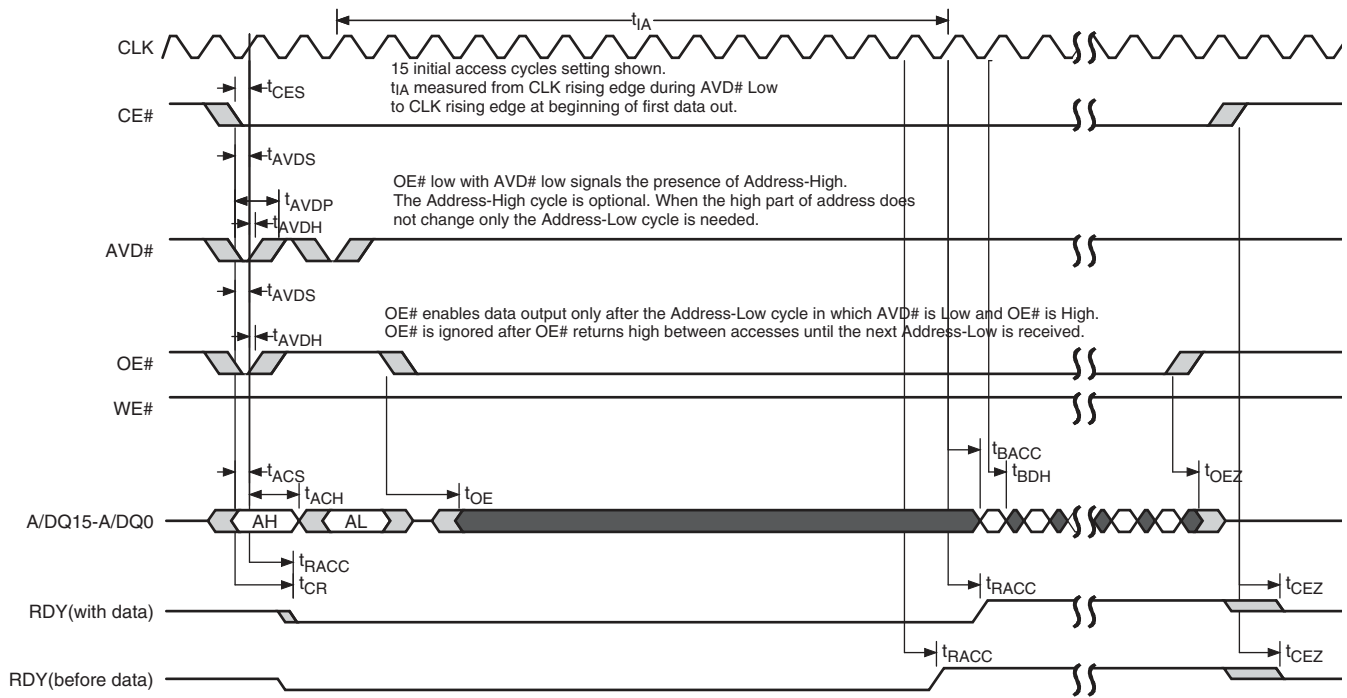 tIA
CLK
15 initial access cycles setting shown.
tIA measured from CLK rising edge during AVD# Low
to CLK rising edge at beginning of first data out.
tCES
CE#
tAVDS
OE# low with AVD# low signals the presence of Address-High.
The Address-High cycle is optional. When the high part of address does
not change only the Address-Low cycle is needed.
tAVDP
tAVDH
AVD#
tAVDS
OE# enables data output only after the Address-Low cycle in which AVD# is Low and OE# is High.
OE# is ignored after OE# returns high between accesses until the next Address-Low is received.
tAVDH
OE#
WE#
tBACC
tACS
tBDH
tOEZ
tACH
tOE
A/DQ15-A/DQ0
AH
AL
tRACC
tCR
tRACC
tCEZ
RDY(with data)
tRACC
tCEZ
RDY(before data)